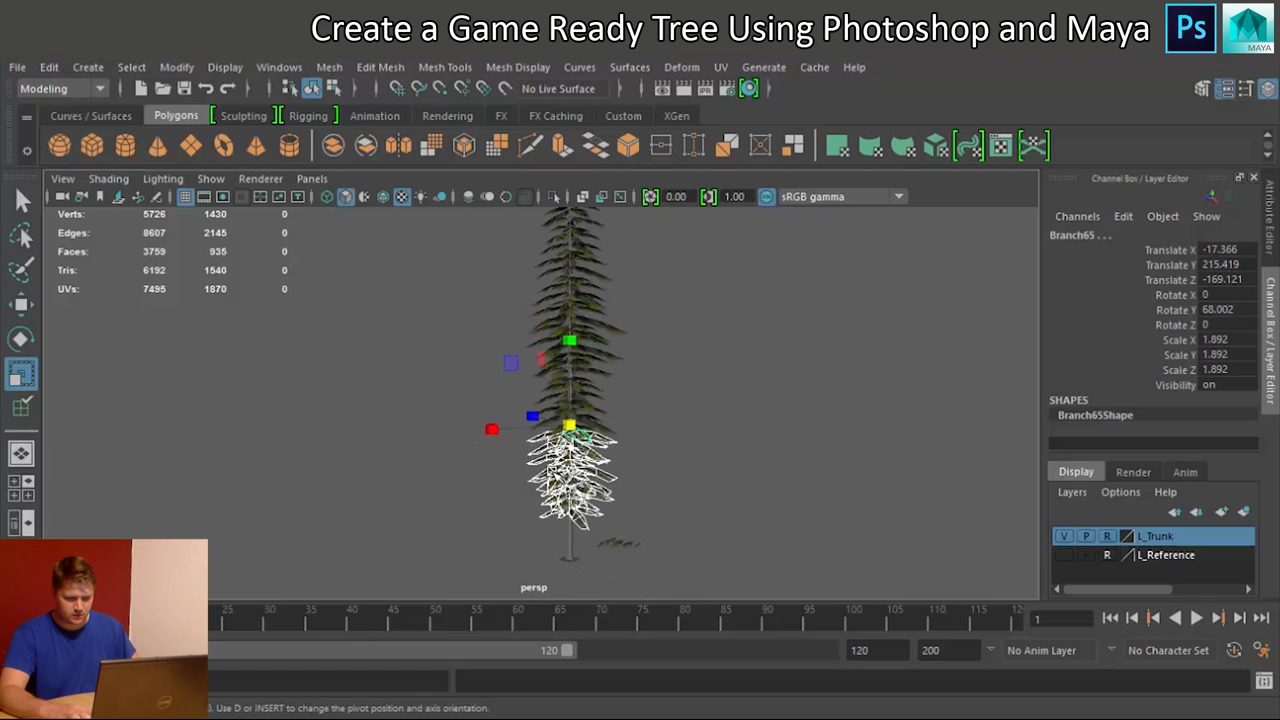 Create a Game Ready Tree Using Photoshop and Maya Ps MAYA
File Edit Create Select Modify Display Windows Mesh Edit Mesh Mesh Tools Mesh Display Curves Surfaces Deform UV Generate Cache Help
Modeling No Live Surface
Curves / Surfaces Polygons Sculpting Rigging Animation Rendering FX FX Caching Custom XGen
View Shading Lighting Show Renderer Panels
0.00 1.00 sRGB gamma
Verts: 5726 1430 0
Edges: 8607 2145 0
Faces: 3759 935 0
Tris: 6192 1540 0
UVs: 7495 1870 0
persp
Channel Box / Layer Editor
Channels Edit Object Show
Branch65 . . .
Translate X -17.366
Translate Y 215.419
Translate Z -169.121
Rotate X 0
Rotate Y 68.002
Rotate Z 0
Scale X 1.892
Scale Y 1.892
Scale Z 1.892
Visibility on
SHAPES
Branch65Shape
Display Render Anim
Layers Options Help
V P R L_Trunk
R L_Reference
Attribute Editor
Channel Box / Layer Editor
25 30 35 40 45 50 55 60 65 70 75 80 85 90 95 100 105 110 115 12
1
120 120 200 No Anim Layer No Character Set
Use D or INSERT to change the pivot position and axis orientation.